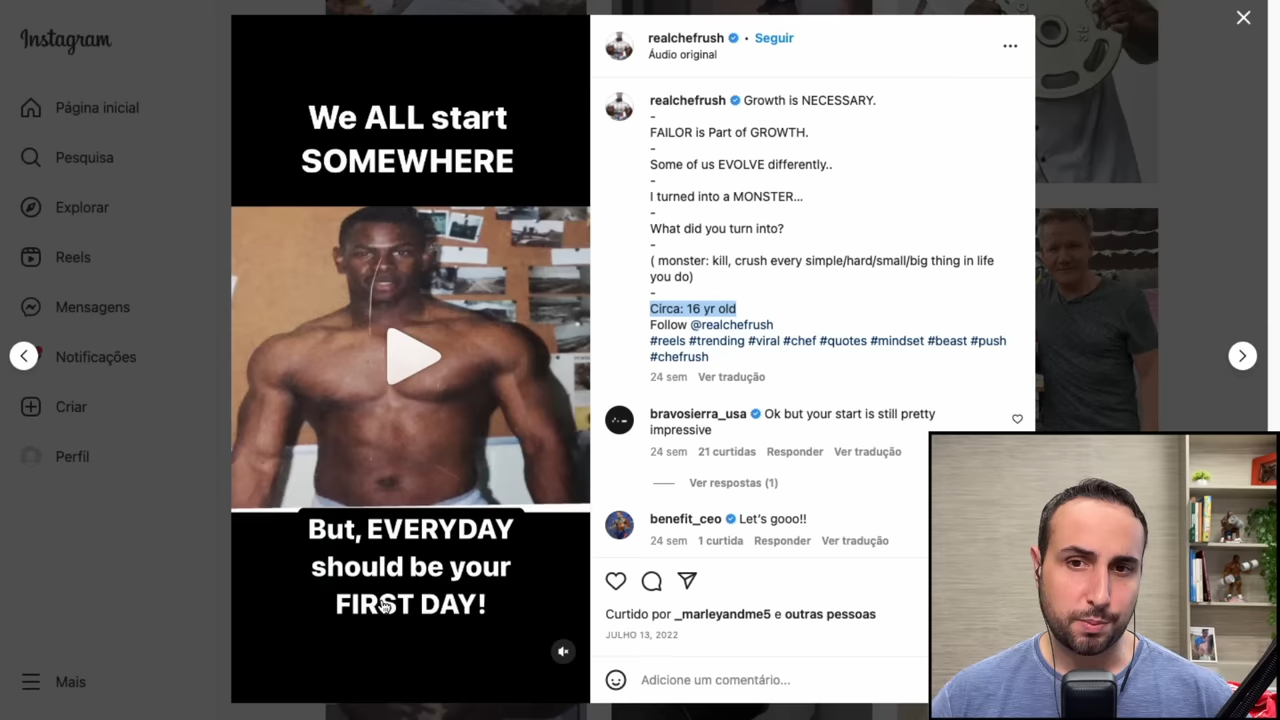 Instagram
Página inicial
Pesquisa
Explorar
Reels
Mensagens
Notificações
Criar
Perfil
Mais
We ALL start
SOMEWHERE
But, EVERYDAY
should be your
FIRST DAY!
realchefrush • Seguir
Áudio original
realchefrush Growth is NECESSARY.
-
FAILOR is Part of GROWTH.
-
Some of us EVOLVE differently..
-
I turned into a MONSTER...
-
What did you turn into?
-
( monster: kill, crush every simple/hard/small/big thing in life
you do)
-
Circa: 16 yr old
Follow @realchefrush
#reels #trending #viral #chef #quotes #mindset #beast #push
#chefrush
24 sem Ver tradução
bravosierra_usa Ok but your start is still pretty
impressive
24 sem 21 curtidas Responder Ver tradução
Ver respostas (1)
benefit_ceo Let's gooo!!
24 sem 1 curtida Responder Ver tradução
Curtido por _marleyandme5 e outras pessoas
JULHO 13, 2022
Adicione um comentário...